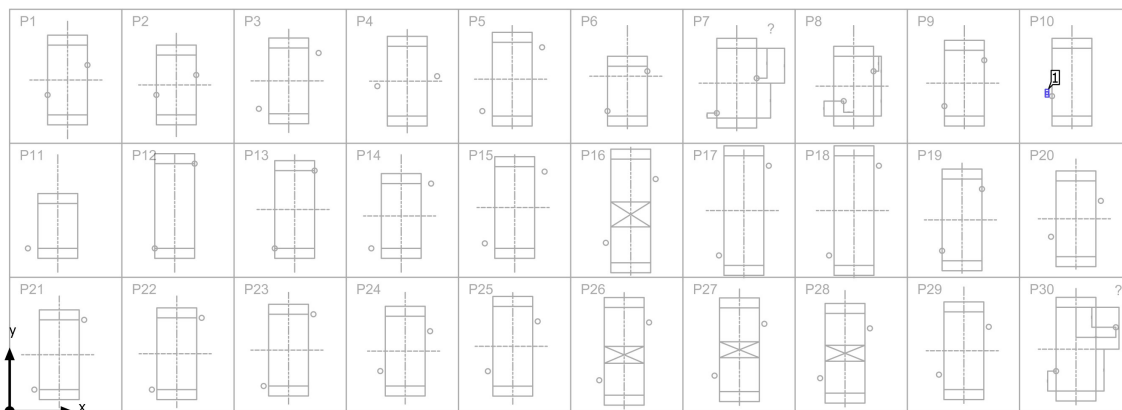 P1 P2 P3 P4 P5 P6 P7 ? P8 P9 P10
1
P11 P12 P13 P14 P15 P16 P17 P18 P19 P20
P21 P22 P23 P24 P25 P26 P27 P28 P29 P30 ?
y
x